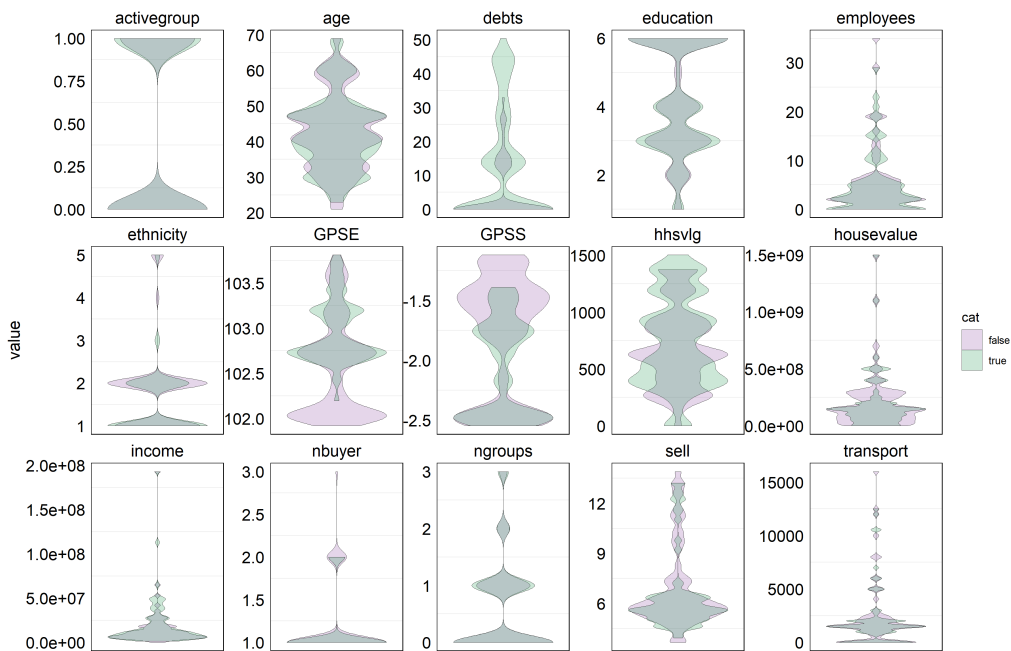 activegroup age debts education employees
1.00 70 50 6 30
0.75 60 40 4 20
0.50 50 30 2 10
0.25 40 20 0
0.00 30 10
20 0
ethnicity GPSE GPSS hhsvlg housevalue
5 103.5 -1.5 1500 1.5e+09
4 103.0 -2.0 1000 1.0e+09
3 102.5 -2.5 500 5.0e+08
2 102.0 0 0.0e+00
1
value
cat
false
true
income nbuyer ngroups sell transport
2.0e+08 3.0 3 12 15000
1.5e+08 2.5 2 9 10000
1.0e+08 2.0 1 6 5000
5.0e+07 1.5 0 0
0.0e+00 1.0